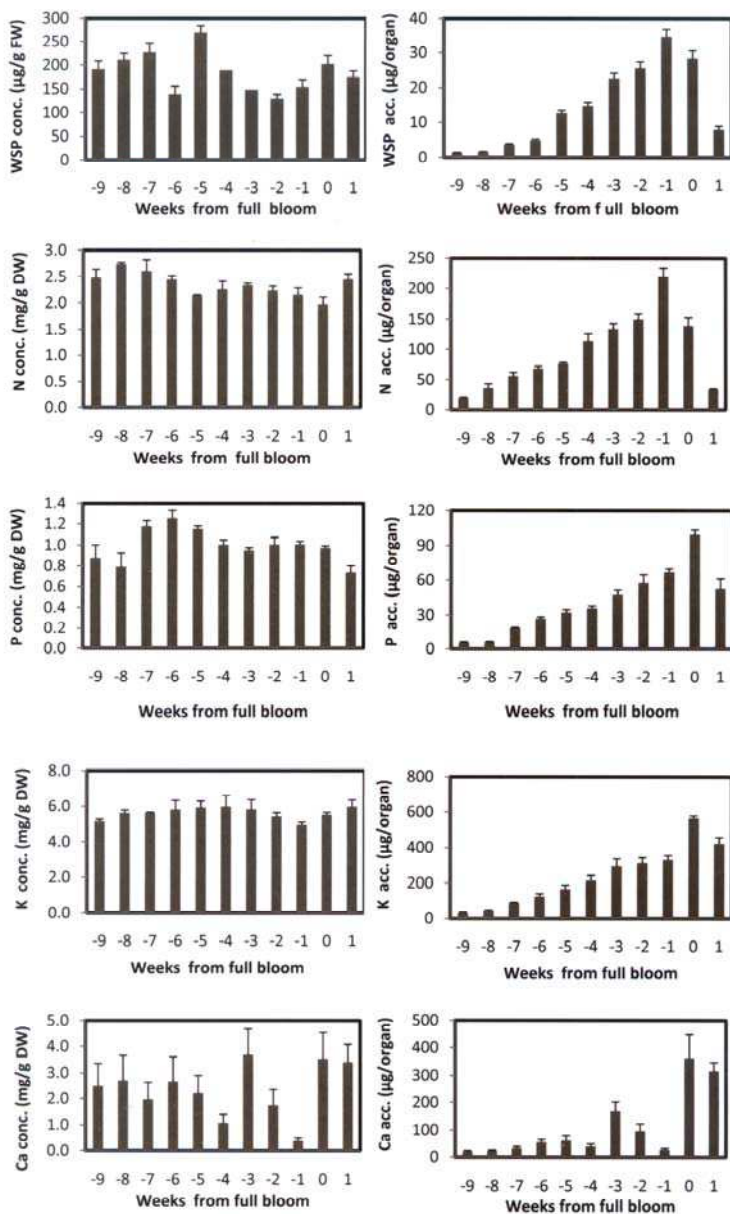 WSP conc. (µg/g FW)
300
250
200
150
100
50
0
-9 -8 -7 -6 -5 -4 -3 -2 -1 0 1
Weeks from full bloom
WSP acc. (µg/organ)
40
30
20
10
0
-9 -8 -7 -6 -5 -4 -3 -2 -1 0 1
Weeks from f ull bloom
N conc. (mg/g DW)
3.0
2.5
2.0
1.5
1.0
0.5
0.0
-9 -8 -7 -6 -5 -4 -3 -2 -1 0 1
Weeks from full bloom
N acc. (µg/organ)
250
200
150
100
50
0
-9 -8 -7 -6 -5 -4 -3 -2 -1 0 1
Weeks from full bloom
P conc. (mg/g DW)
1.4
1.2
1.0
0.8
0.6
0.4
0.2
0.0
-9 -8 -7 -6 -5 -4 -3 -2 -1 0 1
Weeks from full bloom
P acc. (µg/organ)
120
90
60
30
0
-9 -8 -7 -6 -5 -4 -3 -2 -1 0 1
Weeks from full bloom
K conc. (mg/g DW)
8.0
6.0
4.0
2.0
0.0
-9 -8 -7 -6 -5 -4 -3 -2 -1 0 1
Weeks from full bloom
K acc. (µg/organ)
800
600
400
200
0
-9 -8 -7 -6 -5 -4 -3 -2 -1 0 1
Weeks from full bloom
Ca conc. (mg/g DW)
5.0
4.0
3.0
2.0
1.0
0.0
-9 -8 -7 -6 -5 -4 -3 -2 -1 0 1
Weeks from full bloom
Ca acc. (µg/organ)
500
400
300
200
100
0
-9 -8 -7 -6 -5 -4 -3 -2 -1 0 1
Weeks from full bloom